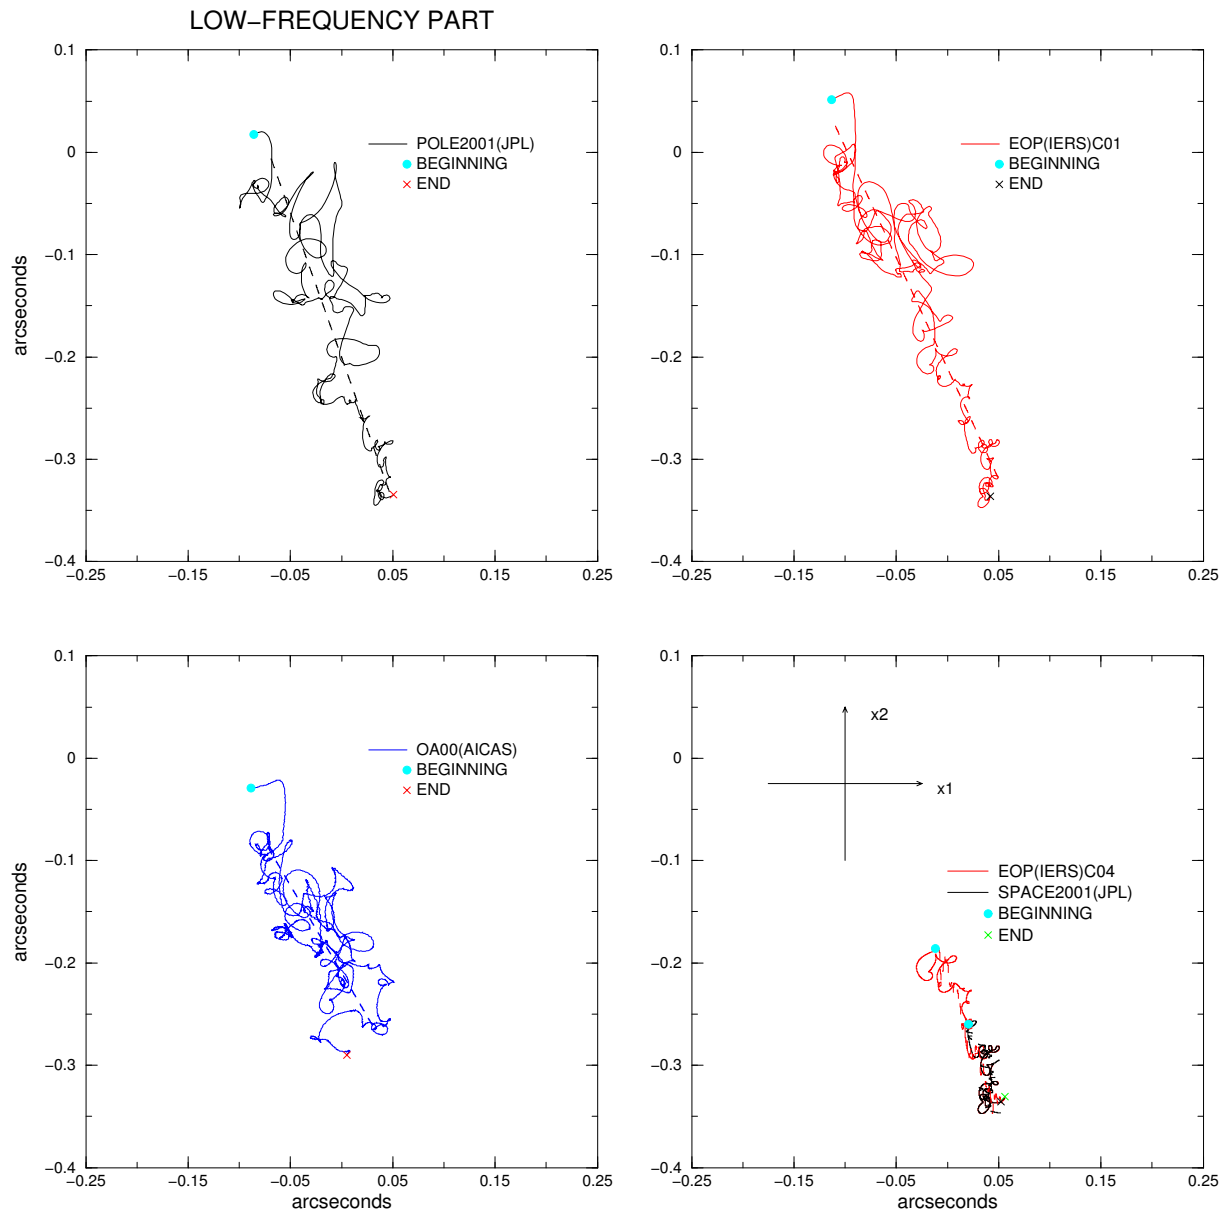 LOW−FREQUENCY PART
0.1
0
−0.1
−0.2
−0.3
−0.4
arcseconds
−0.25
−0.15
−0.05
0.05
0.15
0.25
POLE2001(JPL)
BEGINNING
END
0.1
0
−0.1
−0.2
−0.3
−0.4
−0.25
−0.15
−0.05
0.05
0.15
0.25
EOP(IERS)C01
BEGINNING
END
0.1
0
−0.1
−0.2
−0.3
−0.4
arcseconds
−0.25
−0.15
−0.05
0.05
0.15
0.25
arcseconds
OA00(AICAS)
BEGINNING
END
0.1
0
−0.1
−0.2
−0.3
−0.4
−0.25
−0.15
−0.05
0.05
0.15
0.25
arcseconds
x2
x1
EOP(IERS)C04
SPACE2001(JPL)
BEGINNING
END